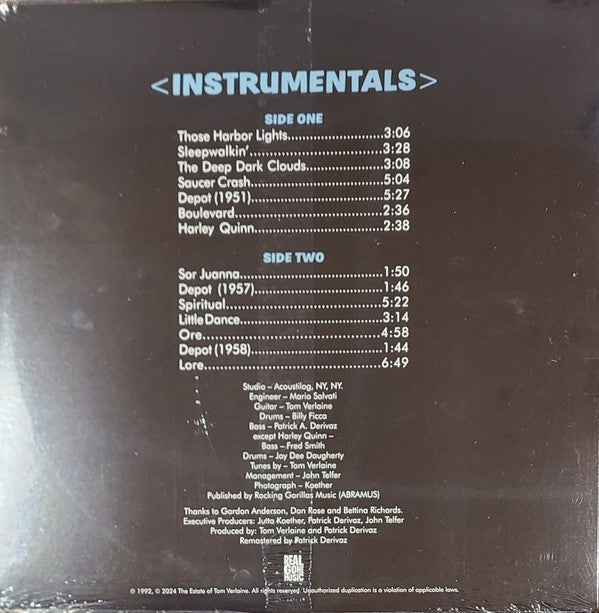 <INSTRUMENTALS>
SIDE ONE
Those Harbor Lights..........................3:06
Sleepwalkin'....................................3:28
The Deep Dark Clouds.....................3:08
Saucer Crash...................................5:04
Depot (1951)....................................5:27
Boulevard........................................2:36
Harley Quinn...................................2:38
SIDE TWO
Sor Juanna......................................1:50
Depot (1957)...................................1:46
Spiritual..........................................5:22
Little Dance......................................3:14
Ore..................................................4:58
Depot (1958)...................................1:44
Lore................................................6:49
Studio – Acoustilog, NY, NY.
Engineer – Mario Salvati
Guitar – Tom Verlaine
Drums – Billy Ficca
Bass – Patrick A. Derivaz
except Harley Quinn –
Bass – Fred Smith
Drums – Jay Dee Daugherty
Tunes by – Tom Verlaine
Management – John Telfer
Photograph – Koether
Published by Rocking Gorillas Music (ABRAMUS)
Thanks to Gordon Anderson, Don Rose and Bettina Richards.
Executive Producers: Jutta Koether, Patrick Derivaz, John Telfer
Produced by: Tom Verlaine and Patrick Derivaz
Remastered by Patrick Derivaz
REAL
GONE
MUSIC
℗ 1992, © 2024 The Estate of Tom Verlaine. All rights reserved. Unauthorized duplication is a violation of applicable laws.